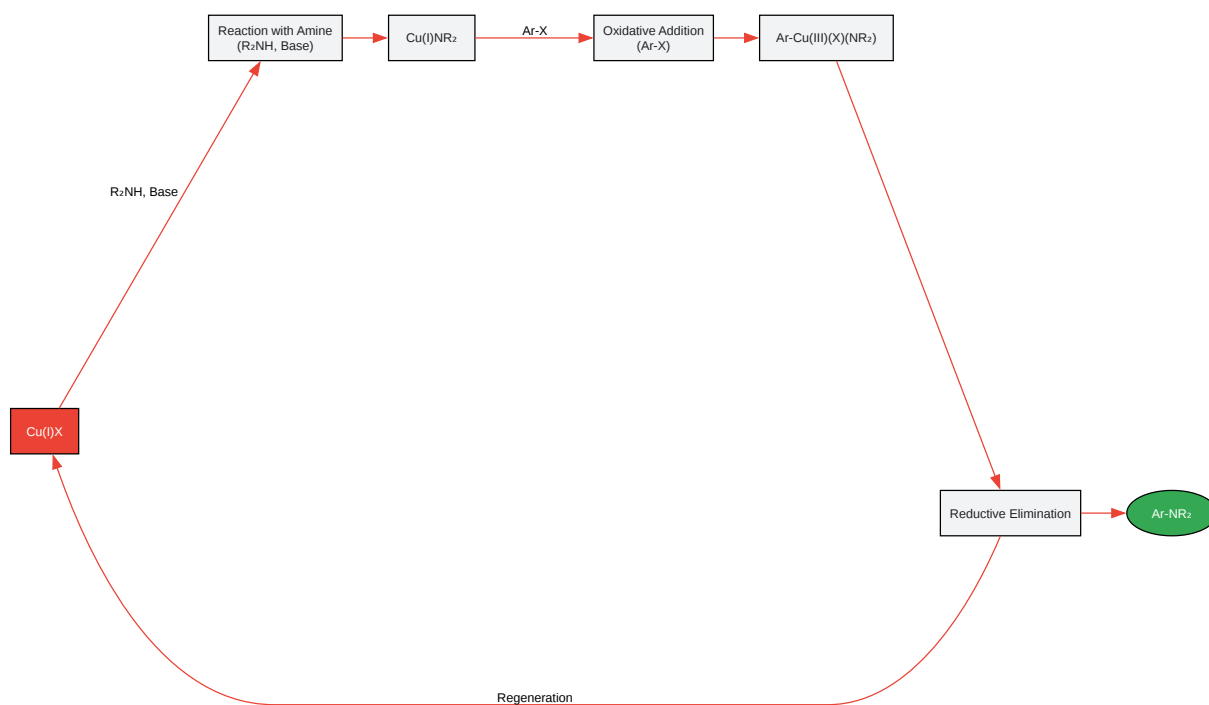 Reaction with Amine
(R₂NH, Base)
Cu(I)NR₂
Ar-X
Oxidative Addition
(Ar-X)
Ar-Cu(III)(X)(NR₂)
R₂NH, Base
Cu(I)X
Reductive Elimination
Ar-NR₂
Regeneration